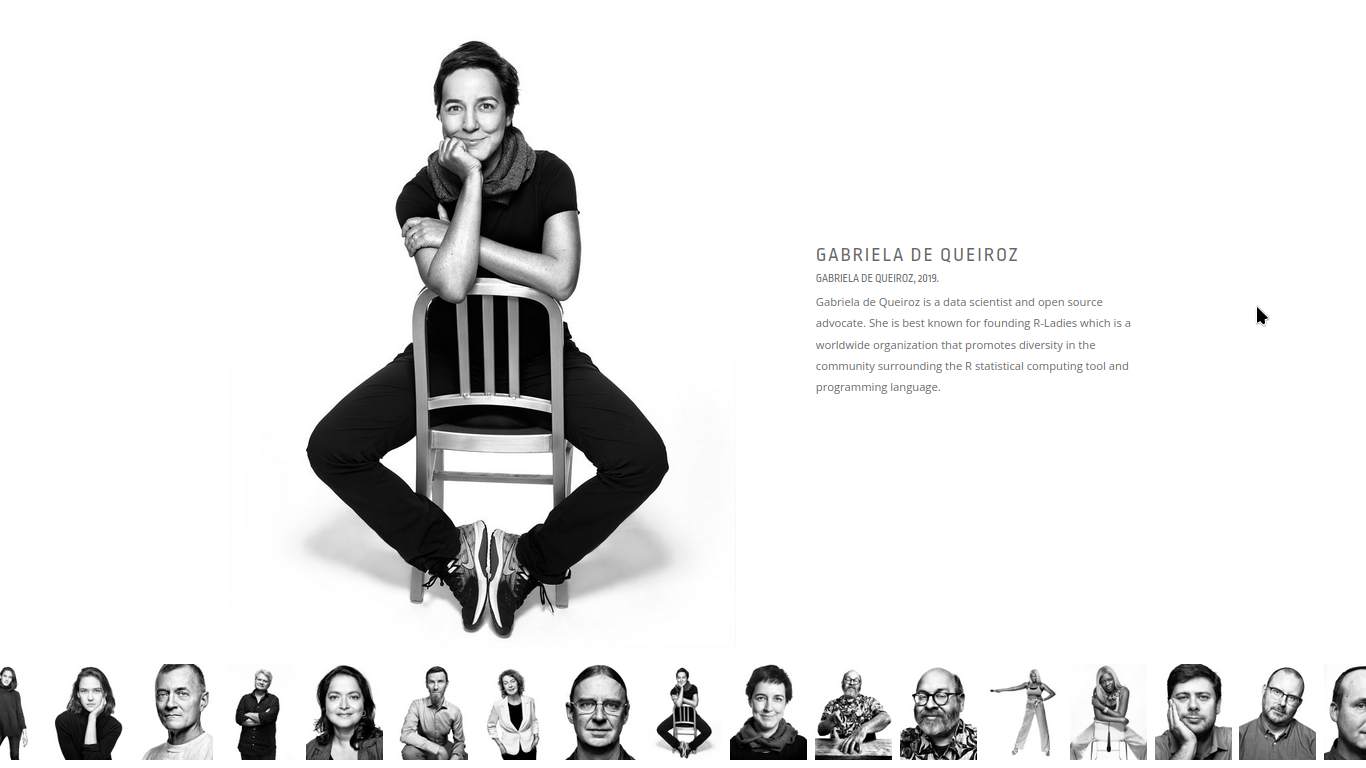 GABRIELA DE QUEIROZ
GABRIELA DE QUEIROZ, 2019.
Gabriela de Queiroz is a data scientist and open source
advocate. She is best known for founding R-Ladies which is a
worldwide organization that promotes diversity in the
community surrounding the R statistical computing tool and
programming language.